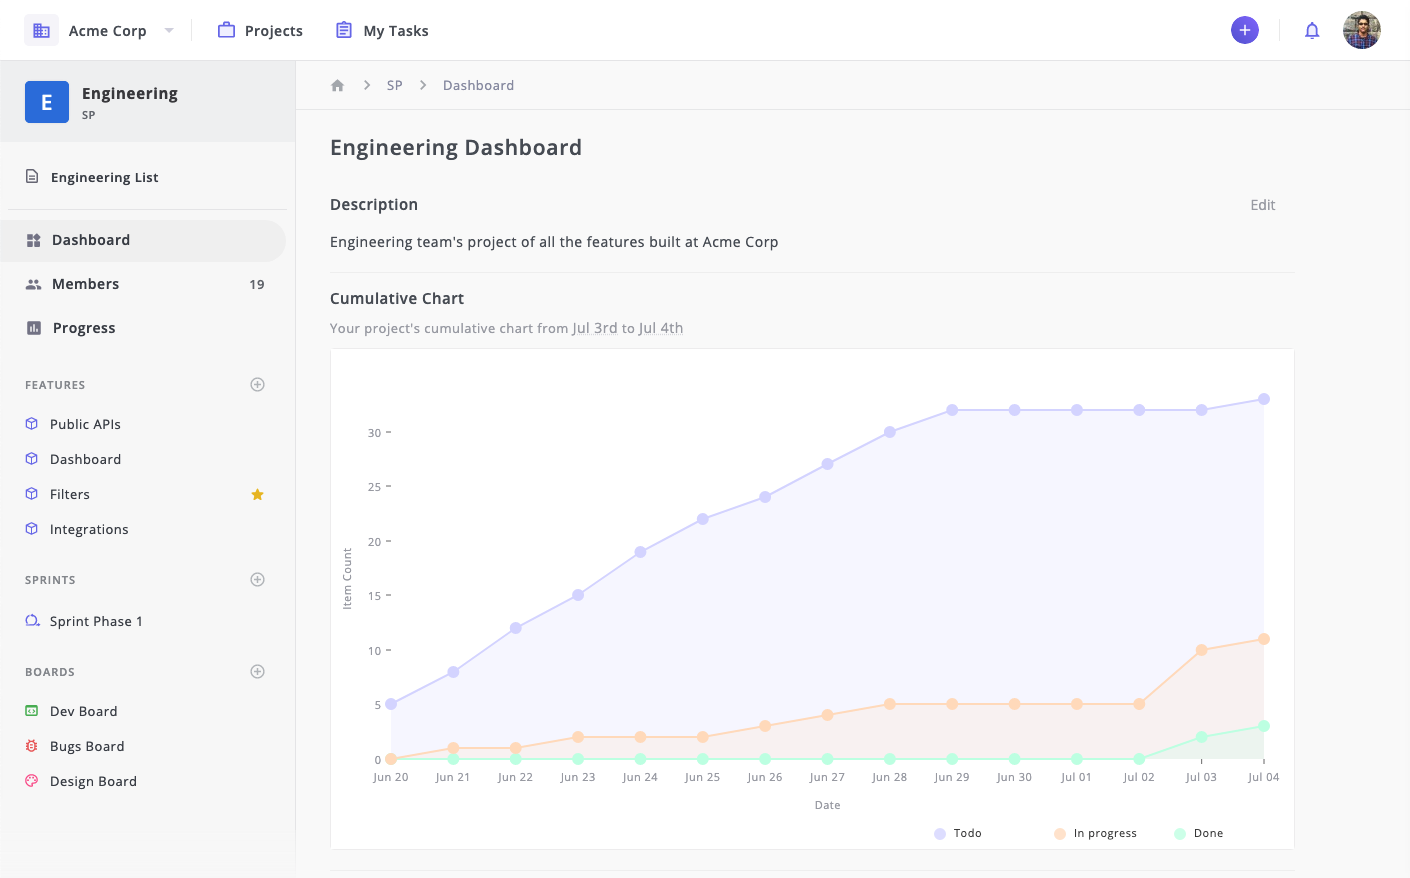 Acme Corp
Projects
My Tasks
E
Engineering
SP
Engineering List
Dashboard
Members 19
Progress
FEATURES
Public APIs
Dashboard
Filters
Integrations
SPRINTS
Sprint Phase 1
BOARDS
Dev Board
Bugs Board
Design Board
SP
Dashboard
Engineering Dashboard
Description
Edit
Engineering team's project of all the features built at Acme Corp
Cumulative Chart
Your project's cumulative chart from Jul 3rd to Jul 4th
30
25
20
15
10
5
0
Item Count
Jun 20 Jun 21 Jun 22 Jun 23 Jun 24 Jun 25 Jun 26 Jun 27 Jun 28 Jun 29 Jun 30 Jul 01 Jul 02 Jul 03 Jul 04
Date
Todo In progress Done